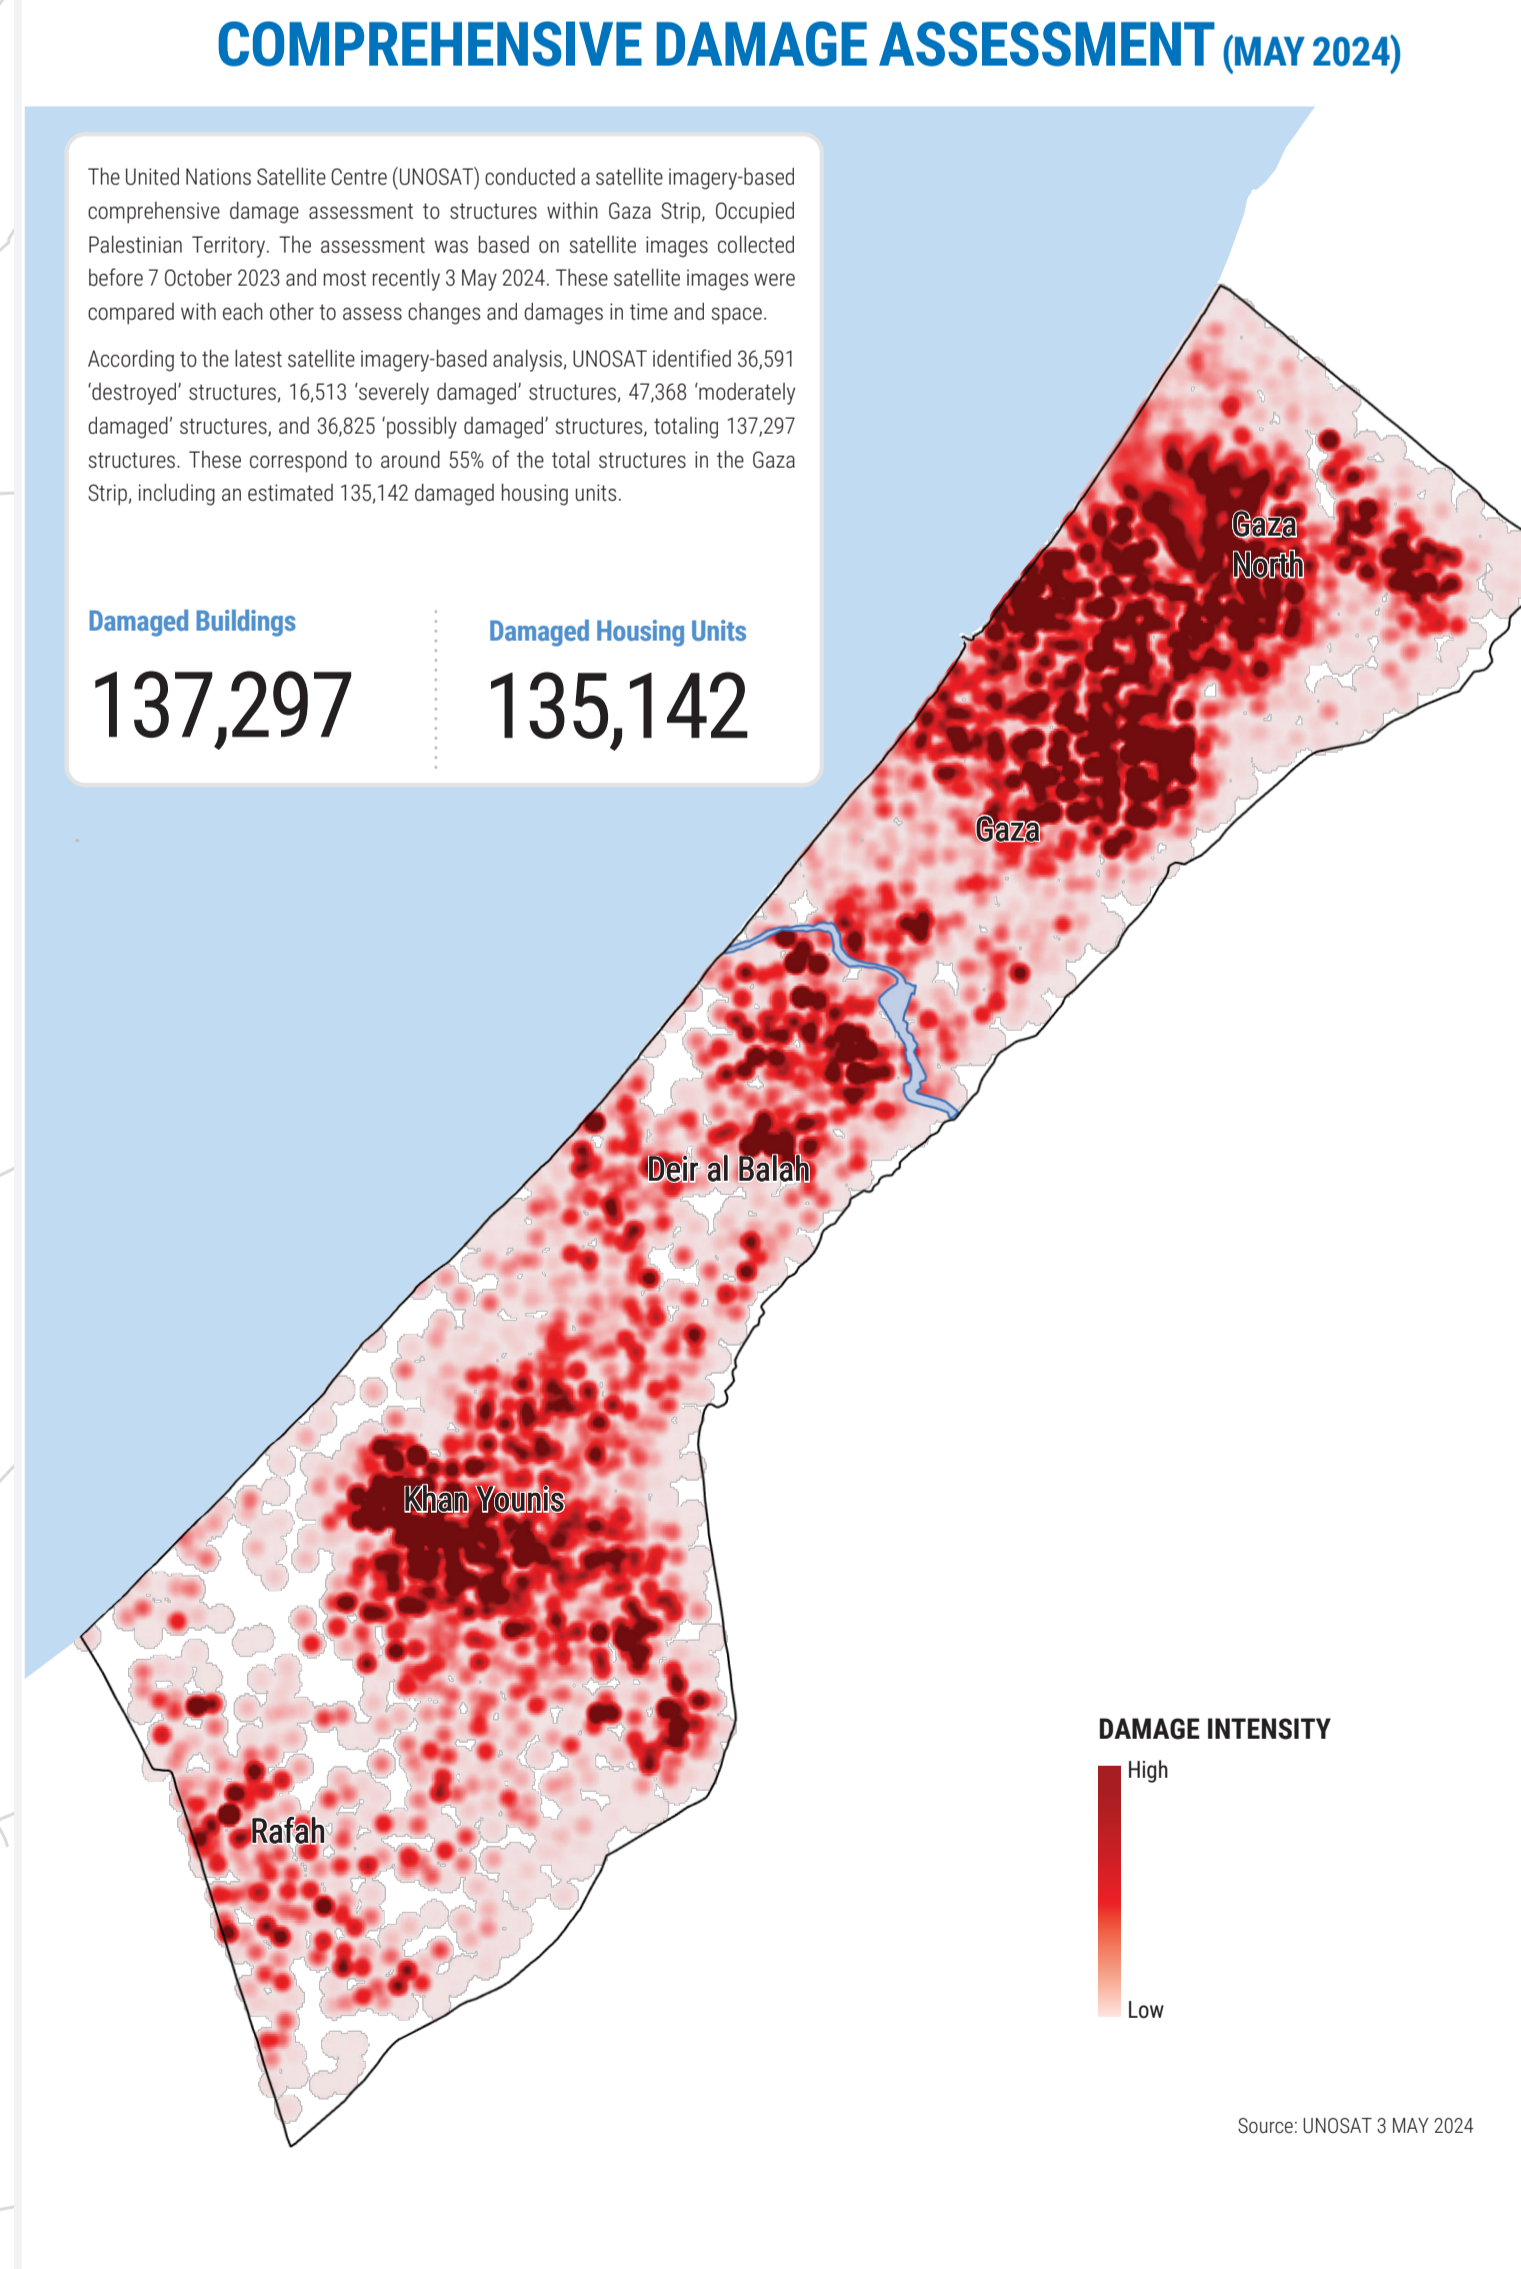 COMPREHENSIVE DAMAGE ASSESSMENT (MAY 2024)
The United Nations Satellite Centre (UNOSAT) conducted a satellite imagery-based
comprehensive damage assessment to structures within Gaza Strip, Occupied
Palestinian Territory. The assessment was based on satellite images collected
before 7 October 2023 and most recently 3 May 2024. These satellite images were
compared with each other to assess changes and damages in time and space.
According to the latest satellite imagery-based analysis, UNOSAT identified 36,591
‘destroyed’ structures, 16,513 ‘severely damaged’ structures, 47,368 ‘moderately
damaged’ structures, and 36,825 ‘possibly damaged’ structures, totaling 137,297
structures. These correspond to around 55% of the total structures in the Gaza
Strip, including an estimated 135,142 damaged housing units.
Damaged Buildings
137,297
Damaged Housing Units
135,142
Gaza
North
Gaza
Deir al Balah
Khan Younis
Rafah
DAMAGE INTENSITY
High
Low
Source: UNOSAT 3 MAY 2024